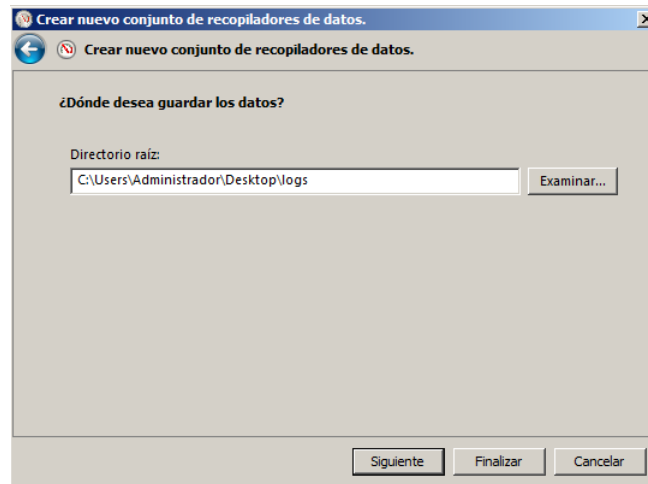 Crear nuevo conjunto de recopiladores de datos.
Crear nuevo conjunto de recopiladores de datos.
¿Dónde desea guardar los datos?
Directorio raíz:
C:\Users\Administrador\Desktop\logs
Examinar...
Siguiente
Finalizar
Cancelar